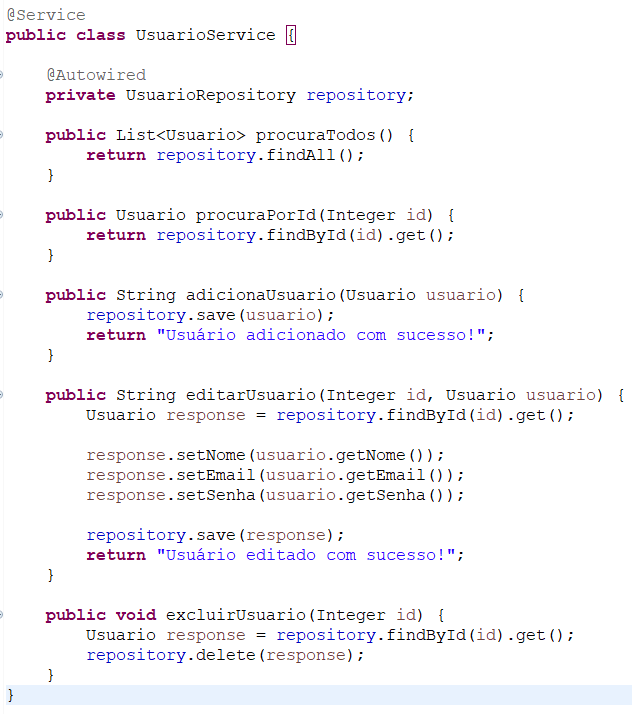 @Service
public class UsuarioService {
@Autowired
private UsuarioRepository repository;
public List<Usuario> procuraTodos() {
return repository.findAll();
}
public Usuario procuraPorId(Integer id) {
return repository.findById(id).get();
}
public String adicionaUsuario(Usuario usuario) {
repository.save(usuario);
return "Usuário adicionado com sucesso!";
}
public String editarUsuario(Integer id, Usuario usuario) {
Usuario response = repository.findById(id).get();
response.setNome(usuario.getNome());
response.setEmail(usuario.getEmail());
response.setSenha(usuario.getSenha());
repository.save(response);
return "Usuário editado com sucesso!";
}
public void excluirUsuario(Integer id) {
Usuario response = repository.findById(id).get();
repository.delete(response);
}
}